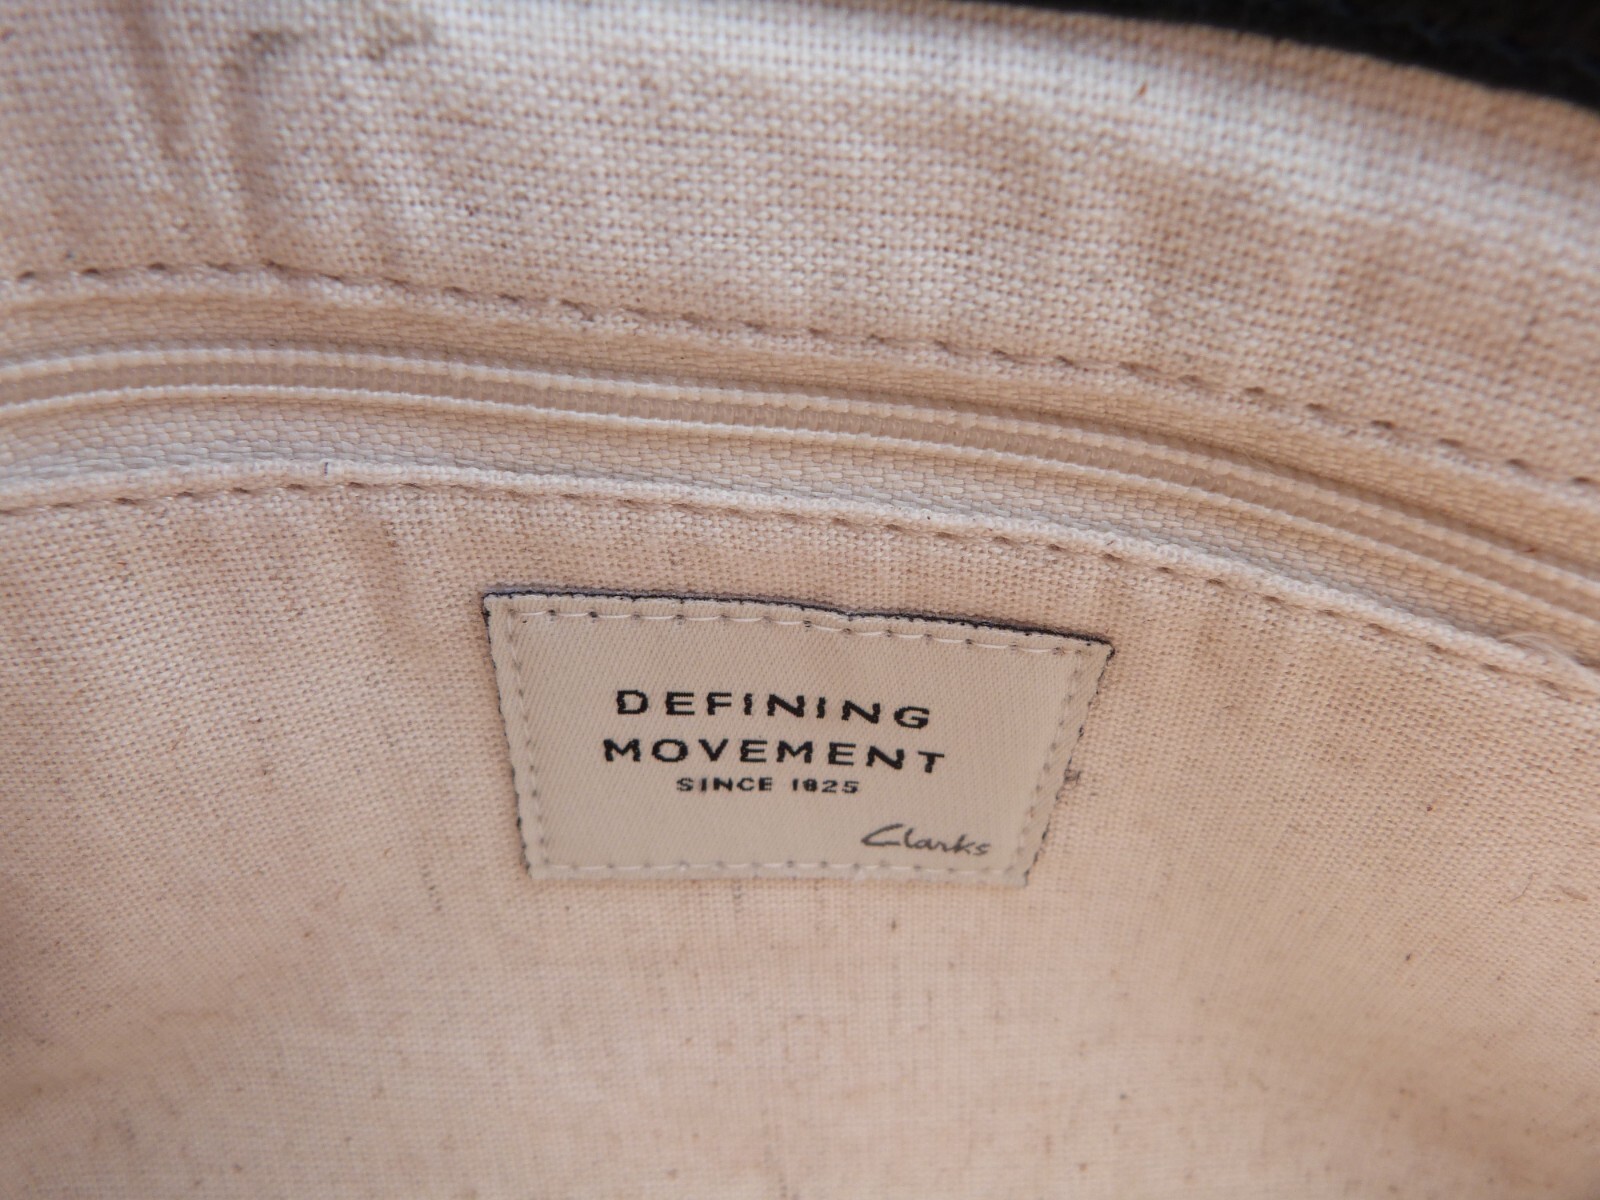 DEFINING
MOVEMENT
SINCE 1825
Clarks